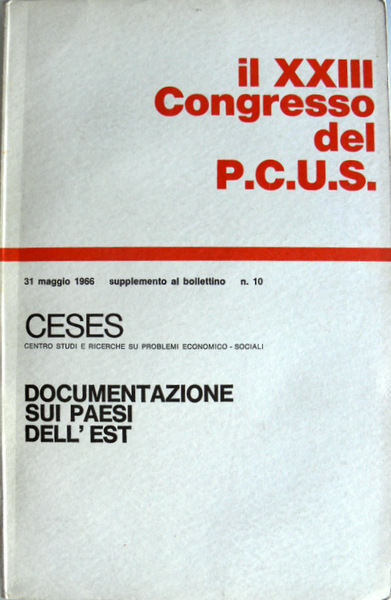 il XXIII
Congresso
del
P.C.U.S.
31 maggio 1966 supplemento al bollettino n. 10
CESES
CENTRO STUDI E RICERCHE SU PROBLEMI ECONOMICO - SOCIALI
DOCUMENTAZIONE
SUI PAESI
DELL'EST